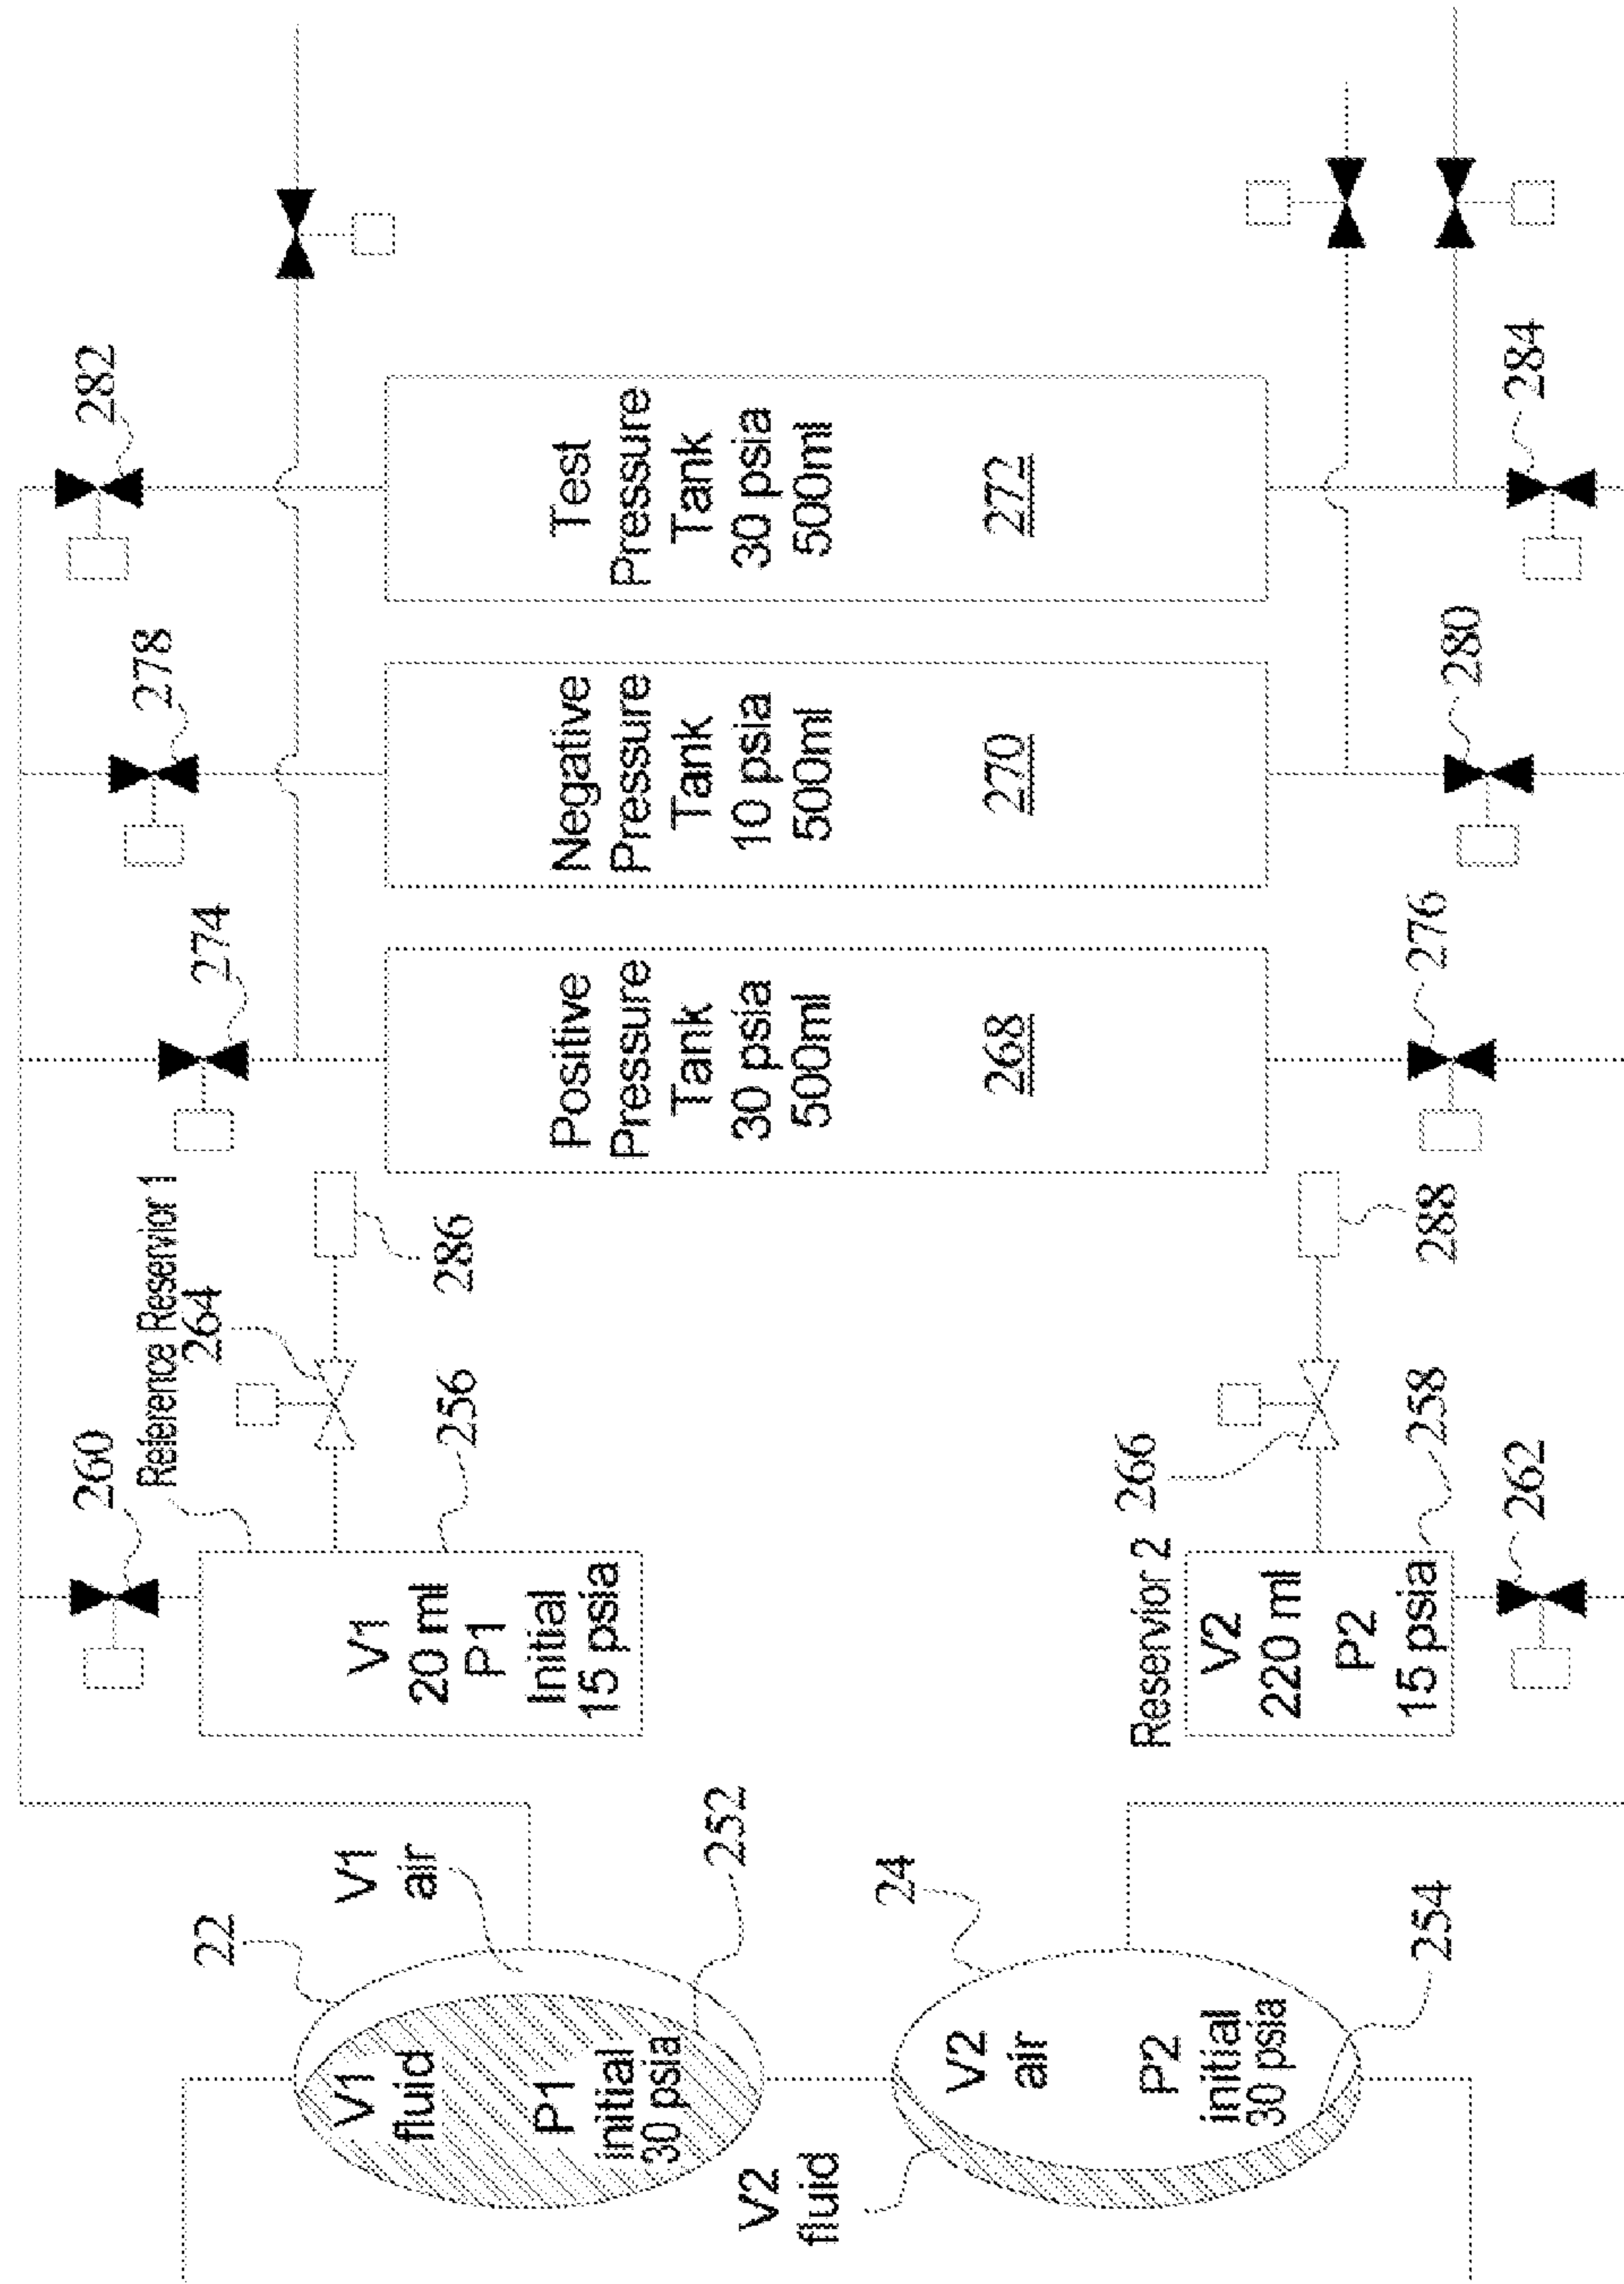 282
278
274
Reference Reservior 1
264
260
286
256
V1
20 ml
P1
Initial
15 psia
Test
Pressure
Tank
30 psia
500ml
272
Negative
Pressure
Tank
10 psia
500ml
270
Positive
Pressure
Tank
30 psia
500ml
268
284
280
276
288
266
258
262
Reservior 2
V2
220 ml
P2
15 psia
22
V1
air
252
V1
fluid
P1
initial
30 psia
24
254
V2
air
P2
initial
30 psia
V2
fluid